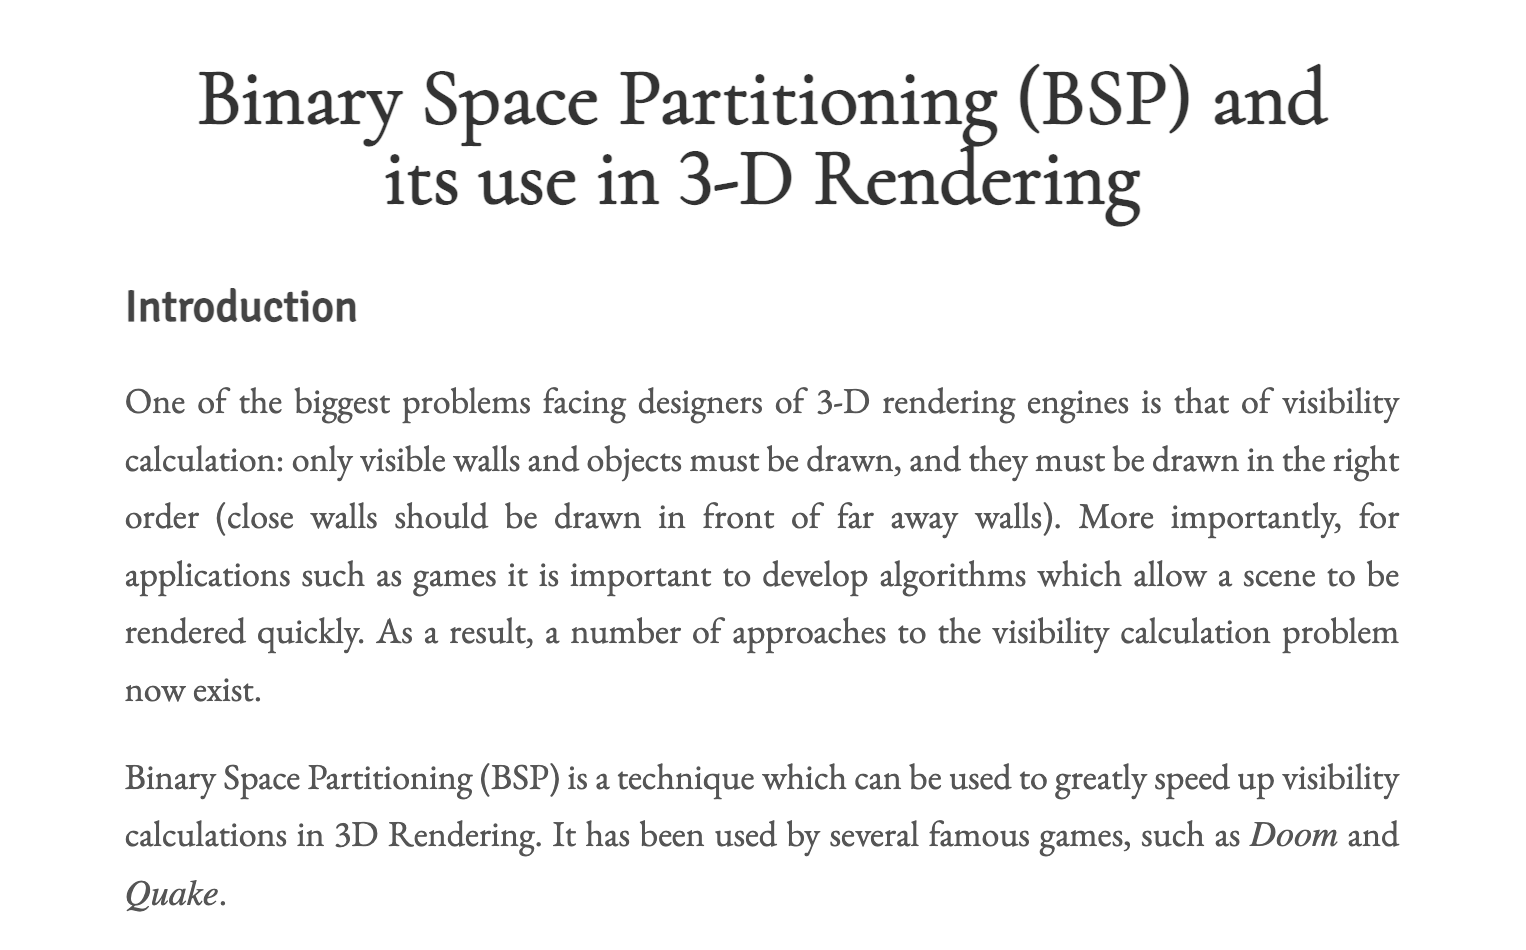 Binary Space Partitioning (BSP) and
its use in 3-D Rendering
Introduction
One of the biggest problems facing designers of 3-D rendering engines is that of visibility
calculation: only visible walls and objects must be drawn, and they must be drawn in the right
order (close walls should be drawn in front of far away walls). More importantly, for
applications such as games it is important to develop algorithms which allow a scene to be
rendered quickly. As a result, a number of approaches to the visibility calculation problem
now exist.
Binary Space Partitioning (BSP) is a technique which can be used to greatly speed up visibility
calculations in 3D Rendering. It has been used by several famous games, such as Doom and
Quake.